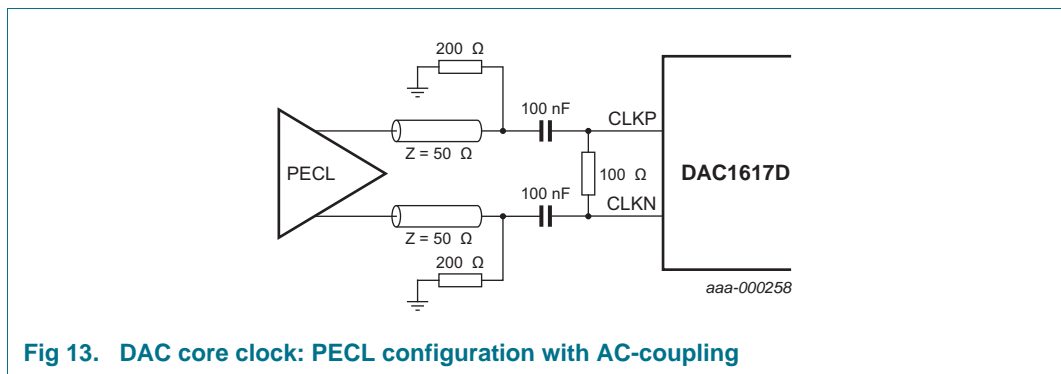 200 Ω
100 nF
CLKP
Z = 50 Ω
PECL
100 Ω
DAC1617D
100 nF
CLKN
Z = 50 Ω
200 Ω
aaa-000258
Fig 13. DAC core clock: PECL configuration with AC-coupling